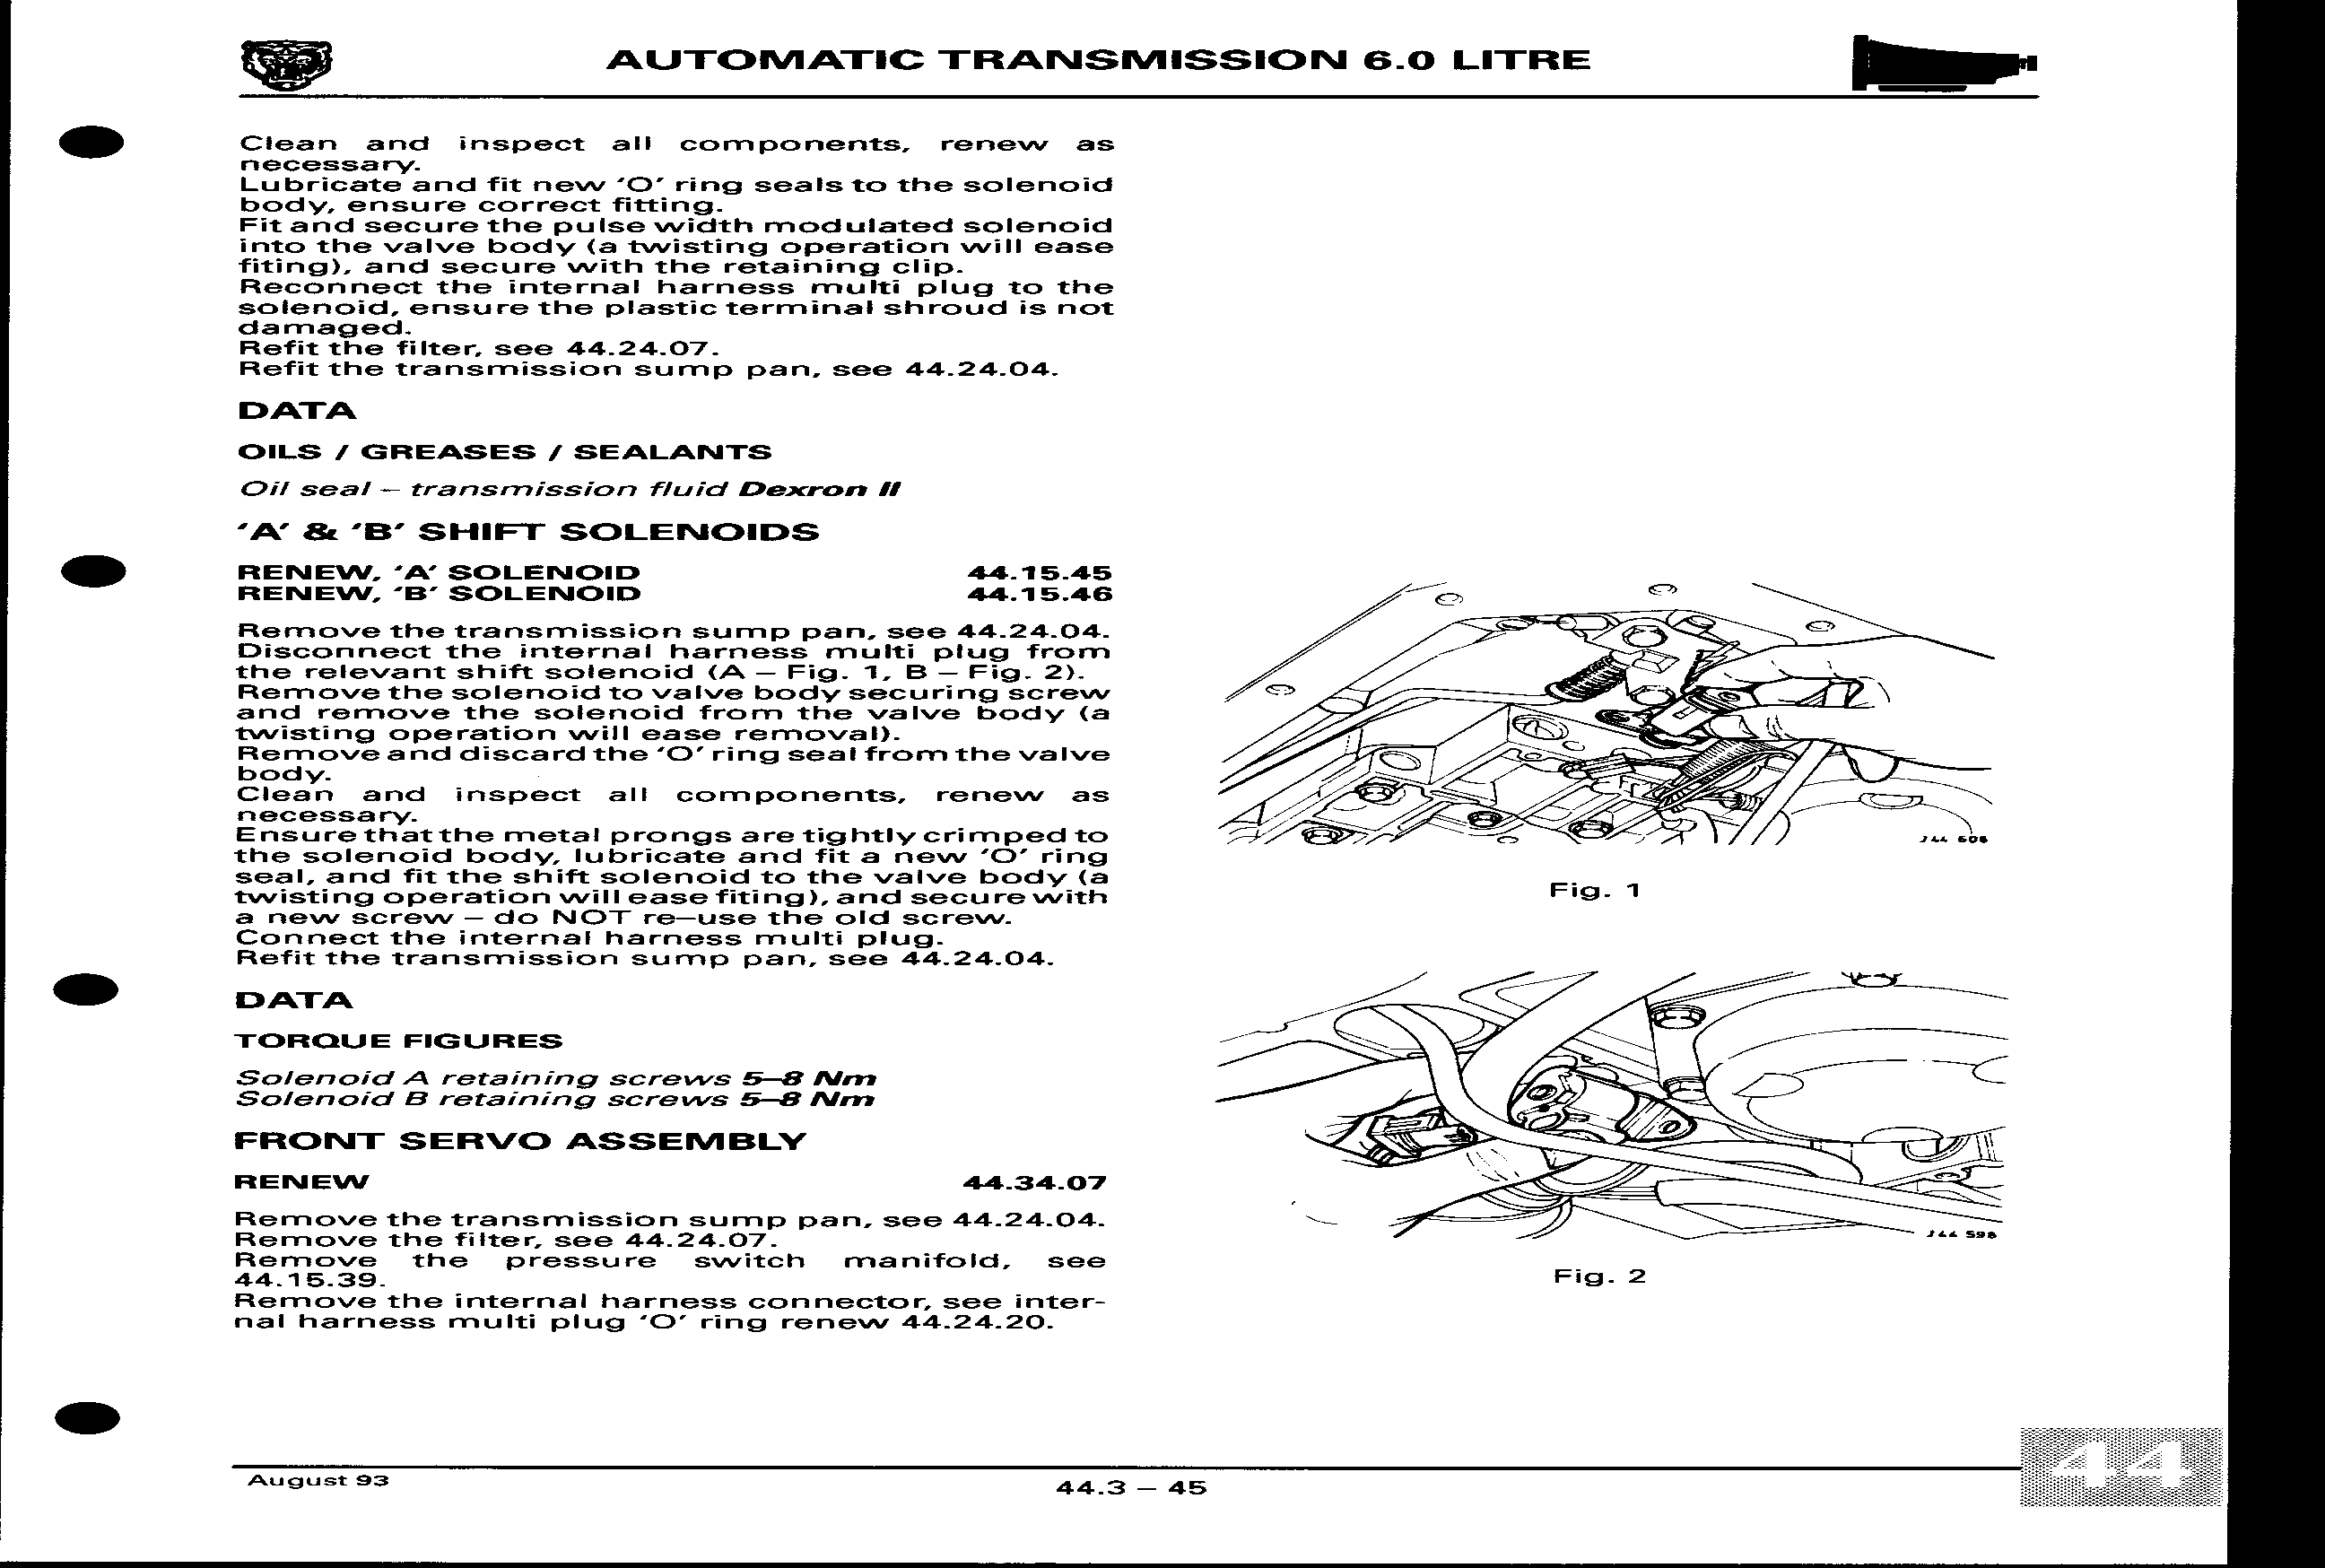 AUTOMATIC TRANSMISSION 6.0 LITRE
Clean and inspect all components, renew as
necessary.
Lubricate and fit new 'O' ring seals to the solenoid
body, ensure correct fitting.
Fit and secure the pulse width modulated solenoid
into the valve body (a twisting operation will ease
fiting), and secure with the retaining clip.
Reconnect the internal harness multi plug to the
solenoid, ensure the plastic terminal shroud is not
damaged.
Refit the filter, see 44.24.07.
Refit the transmission sump pan, see 44.24.04.
DATA
OILS / GREASES / SEALANTS
Oil seal – transmission fluid Dexron II
'A' & 'B' SHIFT SOLENOIDS
RENEW, 'A' SOLENOID 44.15.45
RENEW, 'B' SOLENOID 44.15.46
Remove the transmission sump pan, see 44.24.04.
Disconnect the internal harness multi plug from
the relevant shift solenoid (A – Fig. 1, B – Fig. 2).
Remove the solenoid to valve body securing screw
and remove the solenoid from the valve body (a
twisting operation will ease removal).
Remove and discard the 'O' ring seal from the valve
body.
Clean and inspect all components, renew as
necessary.
Ensure that the metal prongs are tightly crimped to
the solenoid body, lubricate and fit a new 'O' ring
seal, and fit the shift solenoid to the valve body (a
twisting operation will ease fiting), and secure with
a new screw – do NOT re–use the old screw.
Connect the internal harness multi plug.
Refit the transmission sump pan, see 44.24.04.
DATA
TORQUE FIGURES
Solenoid A retaining screws 5–8 Nm
Solenoid B retaining screws 5–8 Nm
FRONT SERVO ASSEMBLY
RENEW 44.34.07
Remove the transmission sump pan, see 44.24.04.
Remove the filter, see 44.24.07.
Remove the pressure switch manifold, see
44.15.39.
Remove the internal harness connector, see inter-
nal harness multi plug 'O' ring renew 44.24.20.
J44 606
Fig. 1
J44 598
Fig. 2
August 93
44.3 – 45
44